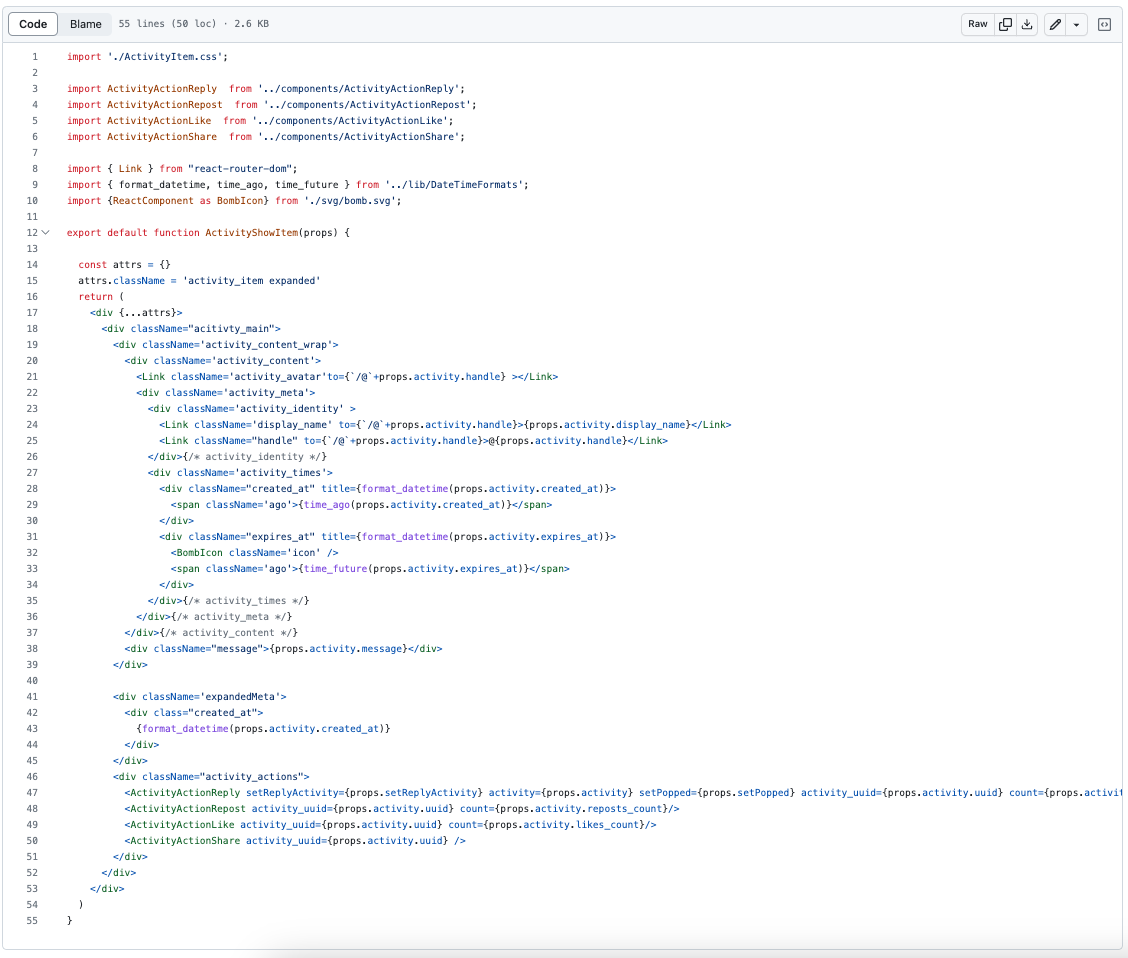 Code Blame 55 lines (50 loc) · 2.6 KB Raw
1 import './ActivityItem.css';
2
3 import ActivityActionReply  from '../components/ActivityActionReply';
4 import ActivityActionRepost  from '../components/ActivityActionRepost';
5 import ActivityActionLike  from '../components/ActivityActionLike';
6 import ActivityActionShare  from '../components/ActivityActionShare';
7
8 import { Link } from "react-router-dom";
9 import { format_datetime, time_ago, time_future } from '../lib/DateTimeFormats';
10 import {ReactComponent as BombIcon} from './svg/bomb.svg';
11
12 export default function ActivityShowItem(props) {
13
14   const attrs = {}
15   attrs.className = 'activity_item expanded'
16   return (
17     <div {...attrs}>
18       <div className="acitivty_main">
19         <div className='activity_content_wrap'>
20           <div className='activity_content'>
21             <Link className='activity_avatar'to={`/@`+props.activity.handle} ></Link>
22             <div className='activity_meta'>
23               <div className='activity_identity' >
24                 <Link className='display_name' to={`/@`+props.activity.handle}>{props.activity.display_name}</Link>
25                 <Link className="handle" to={`/@`+props.activity.handle}>@{props.activity.handle}</Link>
26               </div>{/* activity_identity */}
27               <div className='activity_times'>
28                 <div className="created_at" title={format_datetime(props.activity.created_at)}>
29                   <span className='ago'>{time_ago(props.activity.created_at)}</span>
30                 </div>
31                 <div className="expires_at" title={format_datetime(props.activity.expires_at)}>
32                   <BombIcon className='icon' />
33                   <span className='ago'>{time_future(props.activity.expires_at)}</span>
34                 </div>
35               </div>{/* activity_times */}
36             </div>{/* activity_meta */}
37           </div>{/* activity_content */}
38           <div className="message">{props.activity.message}</div>
39         </div>
40
41         <div className='expandedMeta'>
42           <div class="created_at">
43             {format_datetime(props.activity.created_at)}
44           </div>
45         </div>
46         <div className="activity_actions">
47           <ActivityActionReply setReplyActivity={props.setReplyActivity} activity={props.activity} setPopped={props.setPopped} activity_uuid={props.activity.uuid} count={props.activit
48           <ActivityActionRepost activity_uuid={props.activity.uuid} count={props.activity.reposts_count}/>
49           <ActivityActionLike activity_uuid={props.activity.uuid} count={props.activity.likes_count}/>
50           <ActivityActionShare activity_uuid={props.activity.uuid} />
51         </div>
52       </div>
53     </div>
54   )
55 }